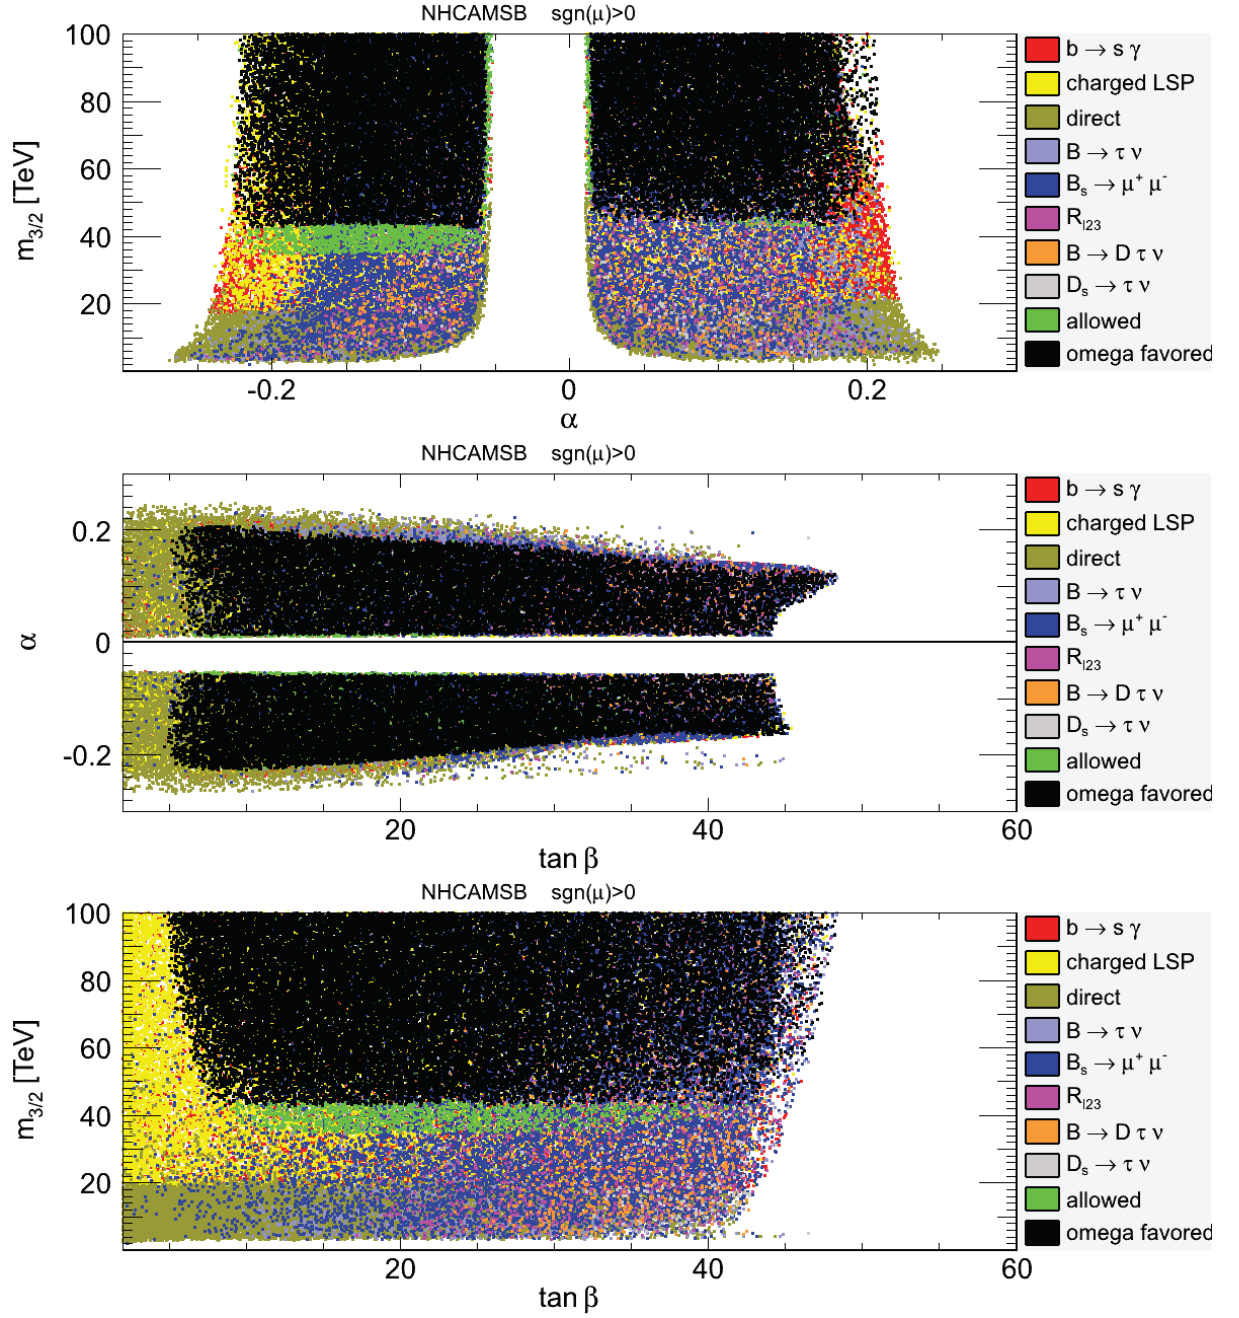 NHCAMSB sgn(μ)>0
100
80
60
40
20
m3/2 [TeV]
-0.2 0 0.2
α
b → s γ
charged LSP
direct
B → τ ν
Bs → μ+ μ-
Rl23
B → D τ ν
Ds → τ ν
allowed
omega favored
NHCAMSB sgn(μ)>0
0.2
0
-0.2
α
20 40 60
tan β
b → s γ
charged LSP
direct
B → τ ν
Bs → μ+ μ-
Rl23
B → D τ ν
Ds → τ ν
allowed
omega favored
NHCAMSB sgn(μ)>0
100
80
60
40
20
m3/2 [TeV]
20 40 60
tan β
b → s γ
charged LSP
direct
B → τ ν
Bs → μ+ μ-
Rl23
B → D τ ν
Ds → τ ν
allowed
omega favored